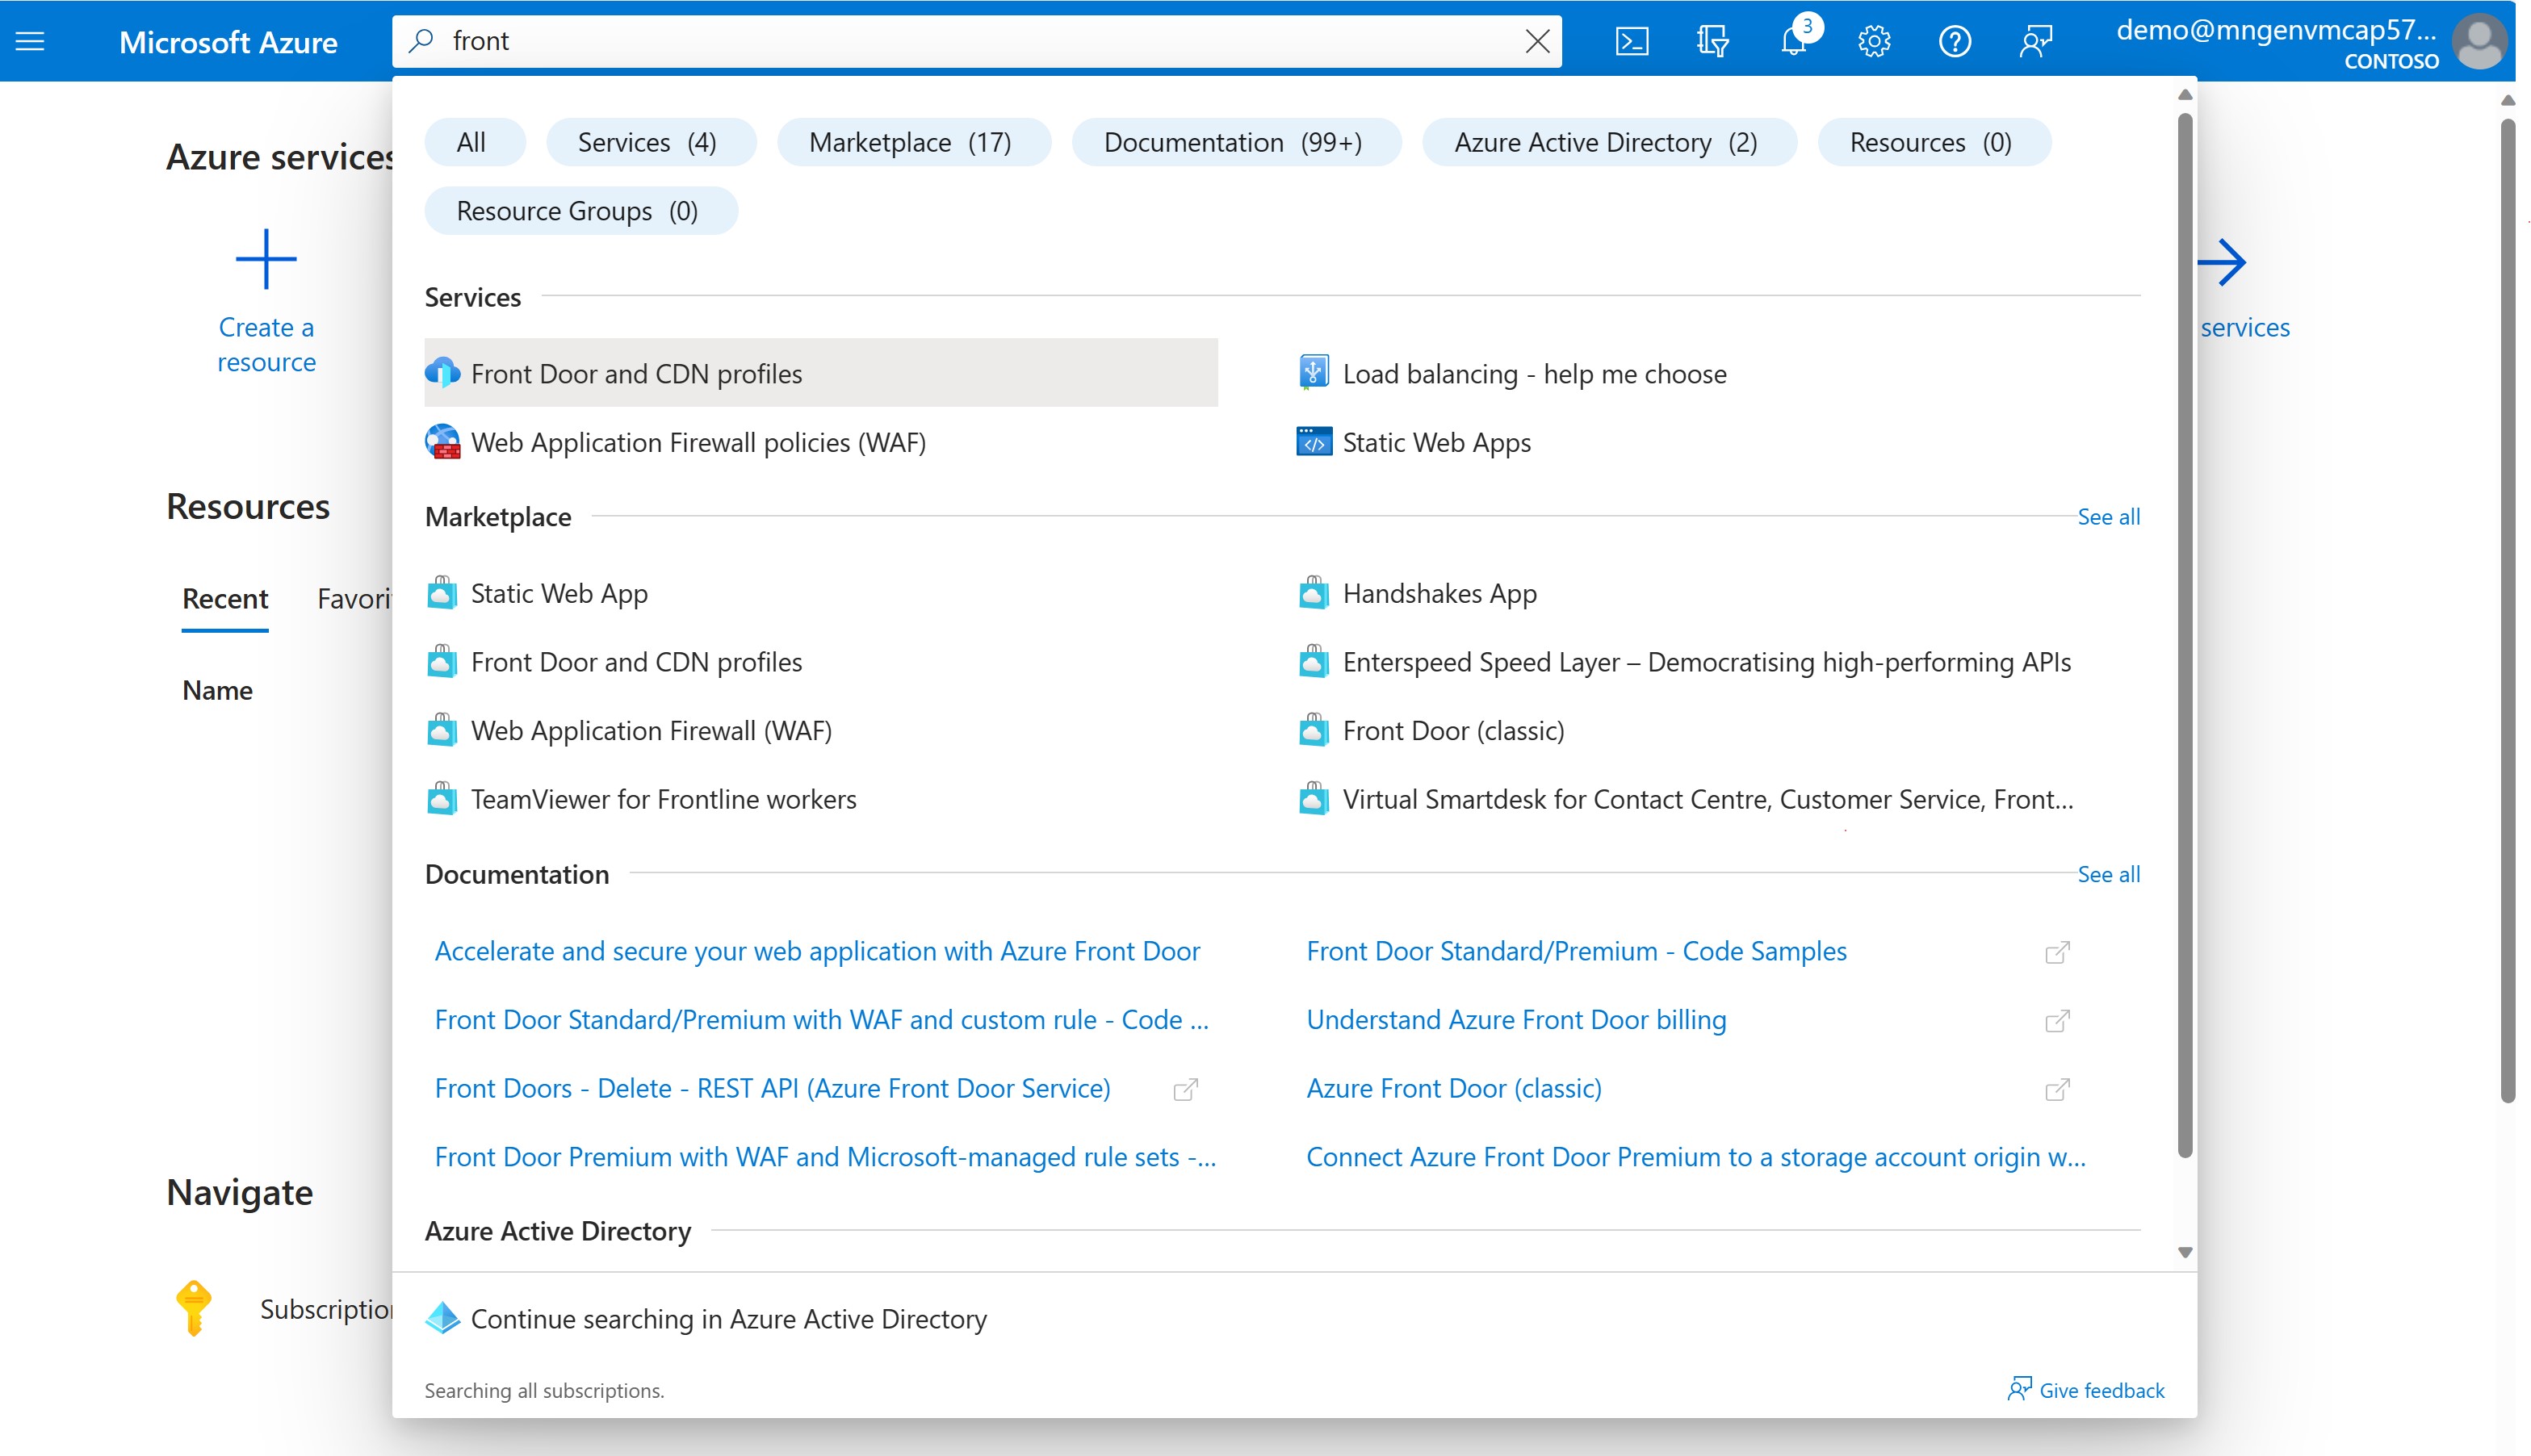 Microsoft Azure
front
3
demo@mngenvmcap57...
CONTOSO
All
Services (4)
Marketplace (17)
Documentation (99+)
Azure Active Directory (2)
Resources (0)
Resource Groups (0)
Azure services
Create a
resource
services
Services
Front Door and CDN profiles
Load balancing - help me choose
Web Application Firewall policies (WAF)
Static Web Apps
Resources
Marketplace
See all
Recent
Favori
Static Web App
Handshakes App
Front Door and CDN profiles
Enterspeed Speed Layer – Democratising high-performing APIs
Name
Web Application Firewall (WAF)
Front Door (classic)
TeamViewer for Frontline workers
Virtual Smartdesk for Contact Centre, Customer Service, Front...
Documentation
See all
Accelerate and secure your web application with Azure Front Door
Front Door Standard/Premium - Code Samples
Front Door Standard/Premium with WAF and custom rule - Code ...
Understand Azure Front Door billing
Front Doors - Delete - REST API (Azure Front Door Service)
Azure Front Door (classic)
Front Door Premium with WAF and Microsoft-managed rule sets -...
Connect Azure Front Door Premium to a storage account origin w...
Navigate
Azure Active Directory
Subscription
Continue searching in Azure Active Directory
Searching all subscriptions.
Give feedback